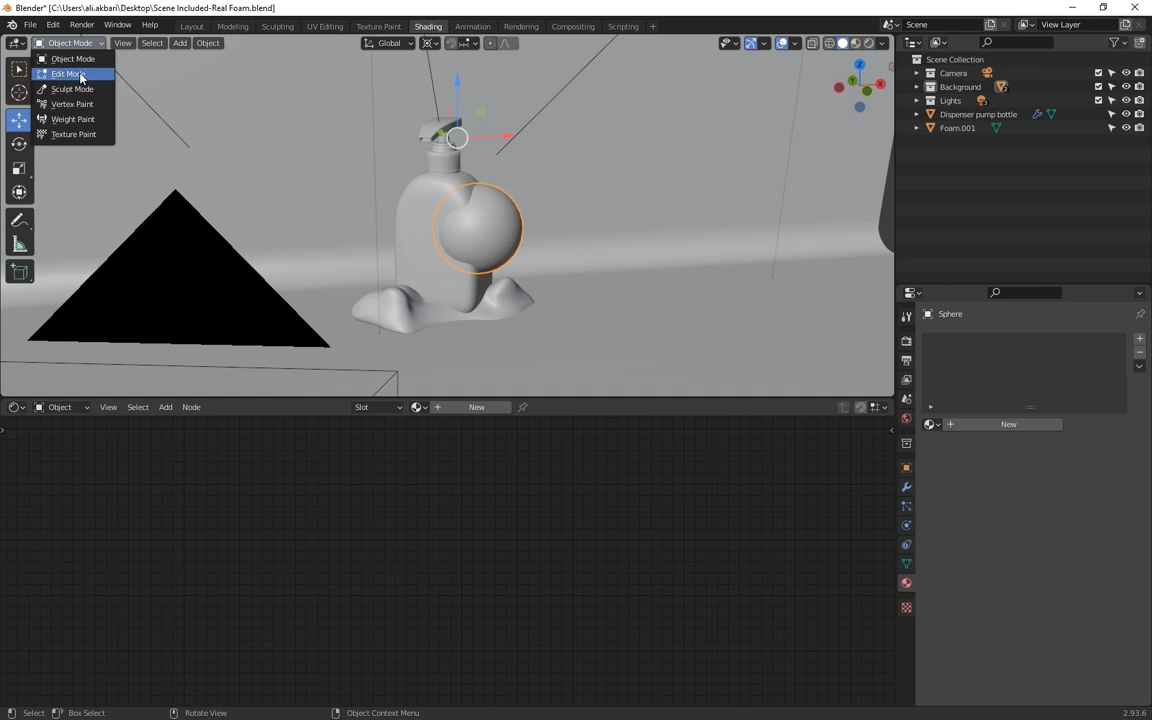 Blender* [C:\Users\ali.akbari\Desktop\Scene Included-Real Foam.blend]
File Edit Render Window Help Layout Modeling Sculpting UV Editing Texture Paint Shading Animation Rendering Compositing Scripting + Scene View Layer
Object Mode View Select Add Object Global
Object Mode
Edit Mode
Sculpt Mode
Vertex Paint
Weight Paint
Texture Paint
Z
Y
X
Scene Collection
Camera
Background
Lights
Dispenser pump bottle
Foam.001
Sphere
New
Object View Select Add Node Slot New
Select Box Select Rotate View Object Context Menu 2.93.6